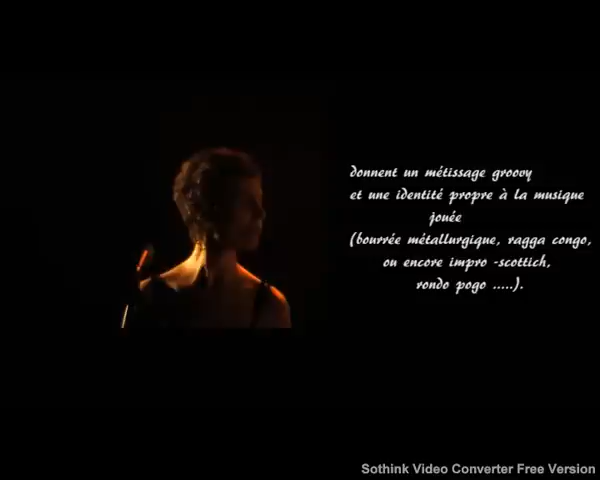 donnent un métissage groovy
et une identité propre à la musique
jouée
(bourrée métallurgique, ragga congo,
ou encore impro -scottich,
rondo pogo .....).
Sothink Video Converter Free Version